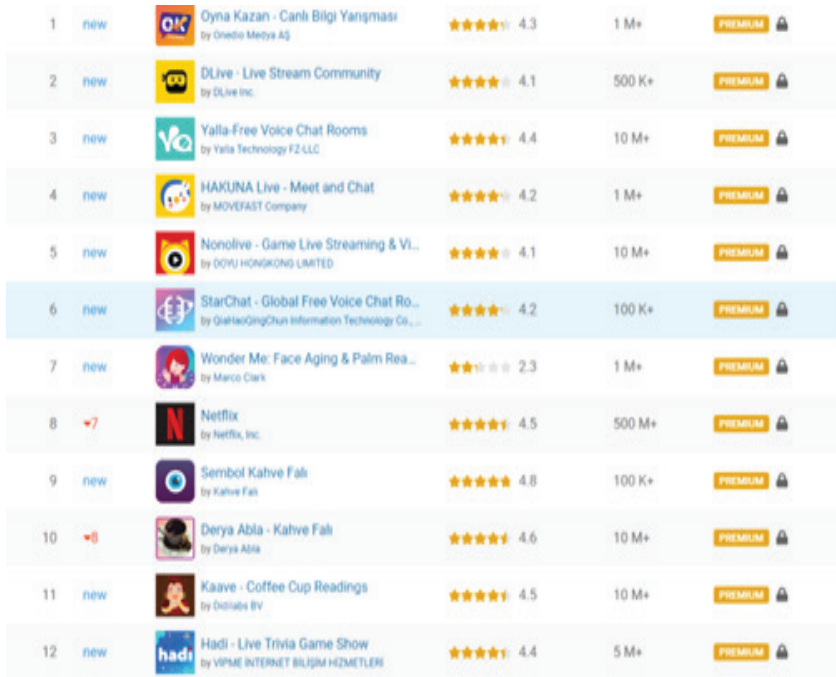 1 new OK Oyna Kazan - Canlı Bilgi Yarışması 4.3 1 M+ PREMIUM
by Onedio Medya AŞ
2 new DLive - Live Stream Community 4.1 500 K+ PREMIUM
by DLive Inc.
3 new Yalla-Free Voice Chat Rooms 4.4 10 M+ PREMIUM
by Yalla Technology FZ-LLC
4 new HAKUNA Live - Meet and Chat 4.2 1 M+ PREMIUM
by MOVEFAST Company
5 new Nonolive - Game Live Streaming & Vi... 4.1 10 M+ PREMIUM
by DOYU HONGKONG LIMITED
6 new StarChat - Global Free Voice Chat Ro... 4.2 100 K+ PREMIUM
by QiaHaoQingChun Information Technology Co., ...
7 new Wonder Me: Face Aging & Palm Rea... 2.3 1 M+ PREMIUM
by Marco Clark
8 7 N Netflix 4.5 500 M+ PREMIUM
by Netflix, Inc.
9 new Sembol Kahve Falı 4.8 100 K+ PREMIUM
by Kahve Falı
10 8 Derya Abla - Kahve Falı 4.6 10 M+ PREMIUM
by Derya Abla
11 new Kaave - Coffee Cup Readings 4.5 10 M+ PREMIUM
by Didilabs BV
12 new hadi Hadi - Live Trivia Game Show 4.4 5 M+ PREMIUM
by VIPME İNTERNET BİLİŞİM HİZMETLERİ